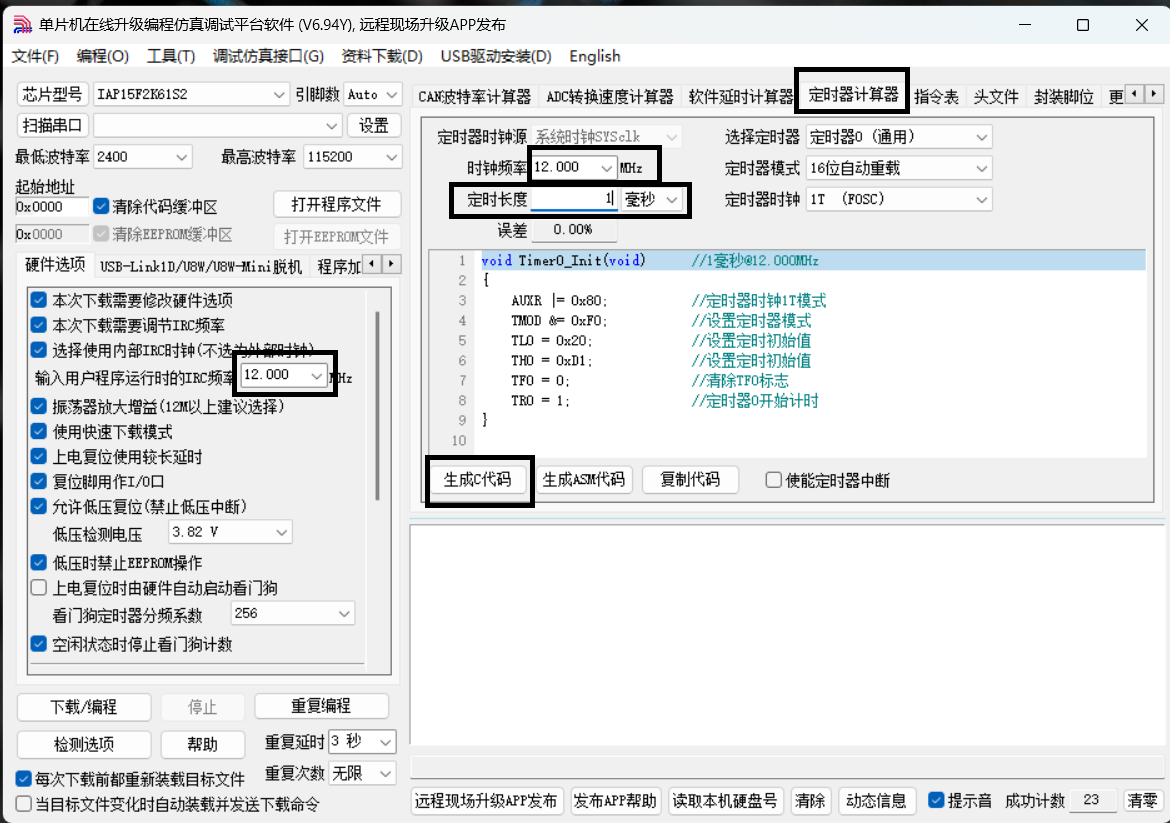 单片机在线升级编程仿真调试平台软件 (V6.94Y), 远程现场升级APP发布
文件(F) 编程(O) 工具(T) 调试仿真接口(G) 资料下载(D) USB驱动安装(D) English
芯片型号 IAP15F2K61S2 引脚数 Auto
扫描串口 设置
最低波特率 2400 最高波特率 115200
起始地址
0x0000 清除代码缓冲区 打开程序文件
0x0000 清除EEPROM缓冲区 打开EEPROM文件
硬件选项 USB-Link1D/U8W/U8W-Mini脱机 程序加
本次下载需要修改硬件选项
本次下载需要调节IRC频率
选择使用内部IRC时钟(不选为外部时钟)
输入用户程序运行时的IRC频率 12.000 MHz
振荡器放大增益(12M以上建议选择)
使用快速下载模式
上电复位使用较长延时
复位脚用作I/O口
允许低压复位(禁止低压中断)
低压检测电压 3.82 V
低压时禁止EEPROM操作
上电复位时由硬件自动启动看门狗
看门狗定时器分频系数 256
空闲状态时停止看门狗计数
下载/编程 停止 重复编程
检测选项 帮助 重复延时 3 秒
每次下载前都重新装载目标文件 重复次数 无限
当目标文件变化时自动装载并发送下载命令
CAN波特率计算器 ADC转换速度计算器 软件延时计算器 定时器计算器 指令表 头文件 封装脚位 更
定时器时钟源 系统时钟SYSclk 选择定时器 定时器0 (通用)
时钟频率 12.000 MHz 定时器模式 16位自动重载
定时长度 1 毫秒 定时器时钟 1T (FOSC)
误差 0.00%
1 void Timer0_Init(void) //1毫秒@12.000MHz
2 {
3 AUXR |= 0x80; //定时器时钟1T模式
4 TMOD &= 0xF0; //设置定时器模式
5 TL0 = 0x20; //设置定时初始值
6 TH0 = 0xD1; //设置定时初始值
7 TF0 = 0; //清除TF0标志
8 TR0 = 1; //定时器0开始计时
9 }
10
生成C代码 生成ASM代码 复制代码 使能定时器中断
远程现场升级APP发布 发布APP帮助 读取本机硬盘号 清除 动态信息 提示音 成功计数 23 清零